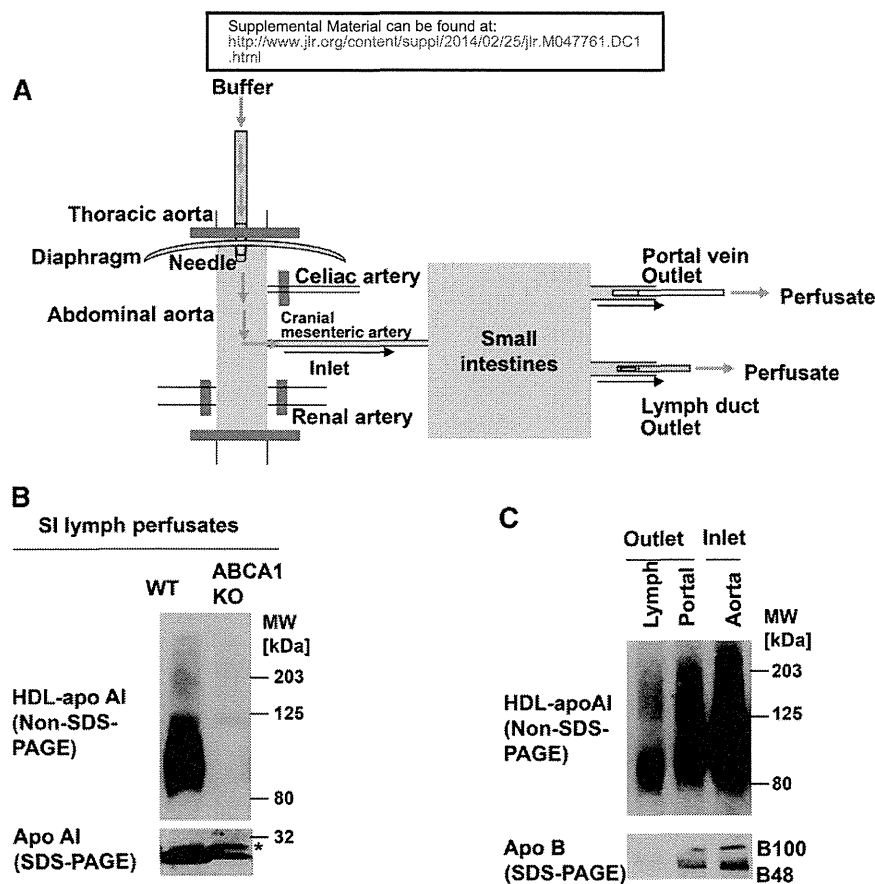 Supplemental Material can be found at:
http://www.jlr.org/content/suppl/2014/02/25/jlr.M047761.DC1
.html
A
Buffer
Thoracic aorta
Diaphragm
Needle
Celiac artery
Abdominal aorta
Cranial
mesenteric artery
Inlet
Renal artery
Small
intestines
Portal vein
Outlet
Perfusate
Perfusate
Lymph duct
Outlet
B
SI lymph perfusates
WT
ABCA1
KO
MW
[kDa]
HDL-apo AI
(Non-SDS-
PAGE)
203
125
80
Apo AI
(SDS-PAGE)
32
*
C
Outlet
Inlet
Lymph
Portal
Aorta
MW
[kDa]
HDL-apoAI
(Non-SDS-
PAGE)
203
125
80
Apo B
(SDS-PAGE)
B100
B48